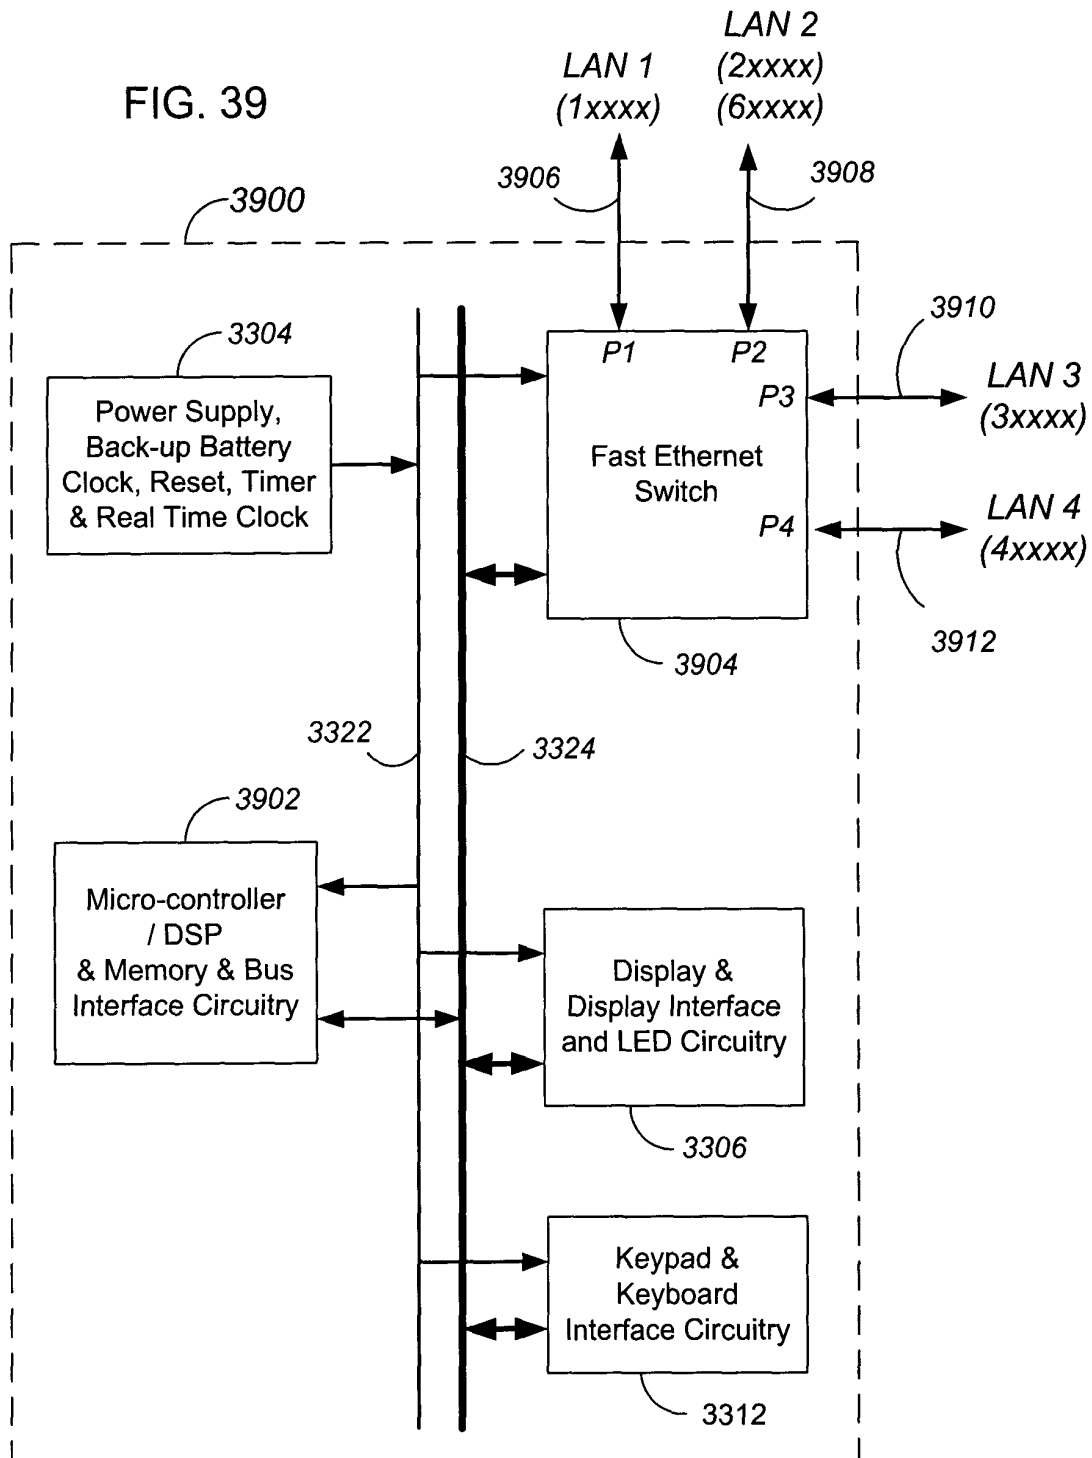 FIG. 39
LAN 1
(1xxxx)
LAN 2
(2xxxx)
(6xxxx)
3906
3908
3900
3910
3304
P1
P2
P3
LAN 3
(3xxxx)
Power Supply,
Back-up Battery
Clock, Reset, Timer
& Real Time Clock
Fast Ethernet
Switch
P4
LAN 4
(4xxxx)
3912
3904
3322
3324
3902
Micro-controller
/ DSP
& Memory & Bus
Interface Circuitry
Display &
Display Interface
and LED Circuitry
3306
Keypad &
Keyboard
Interface Circuitry
3312